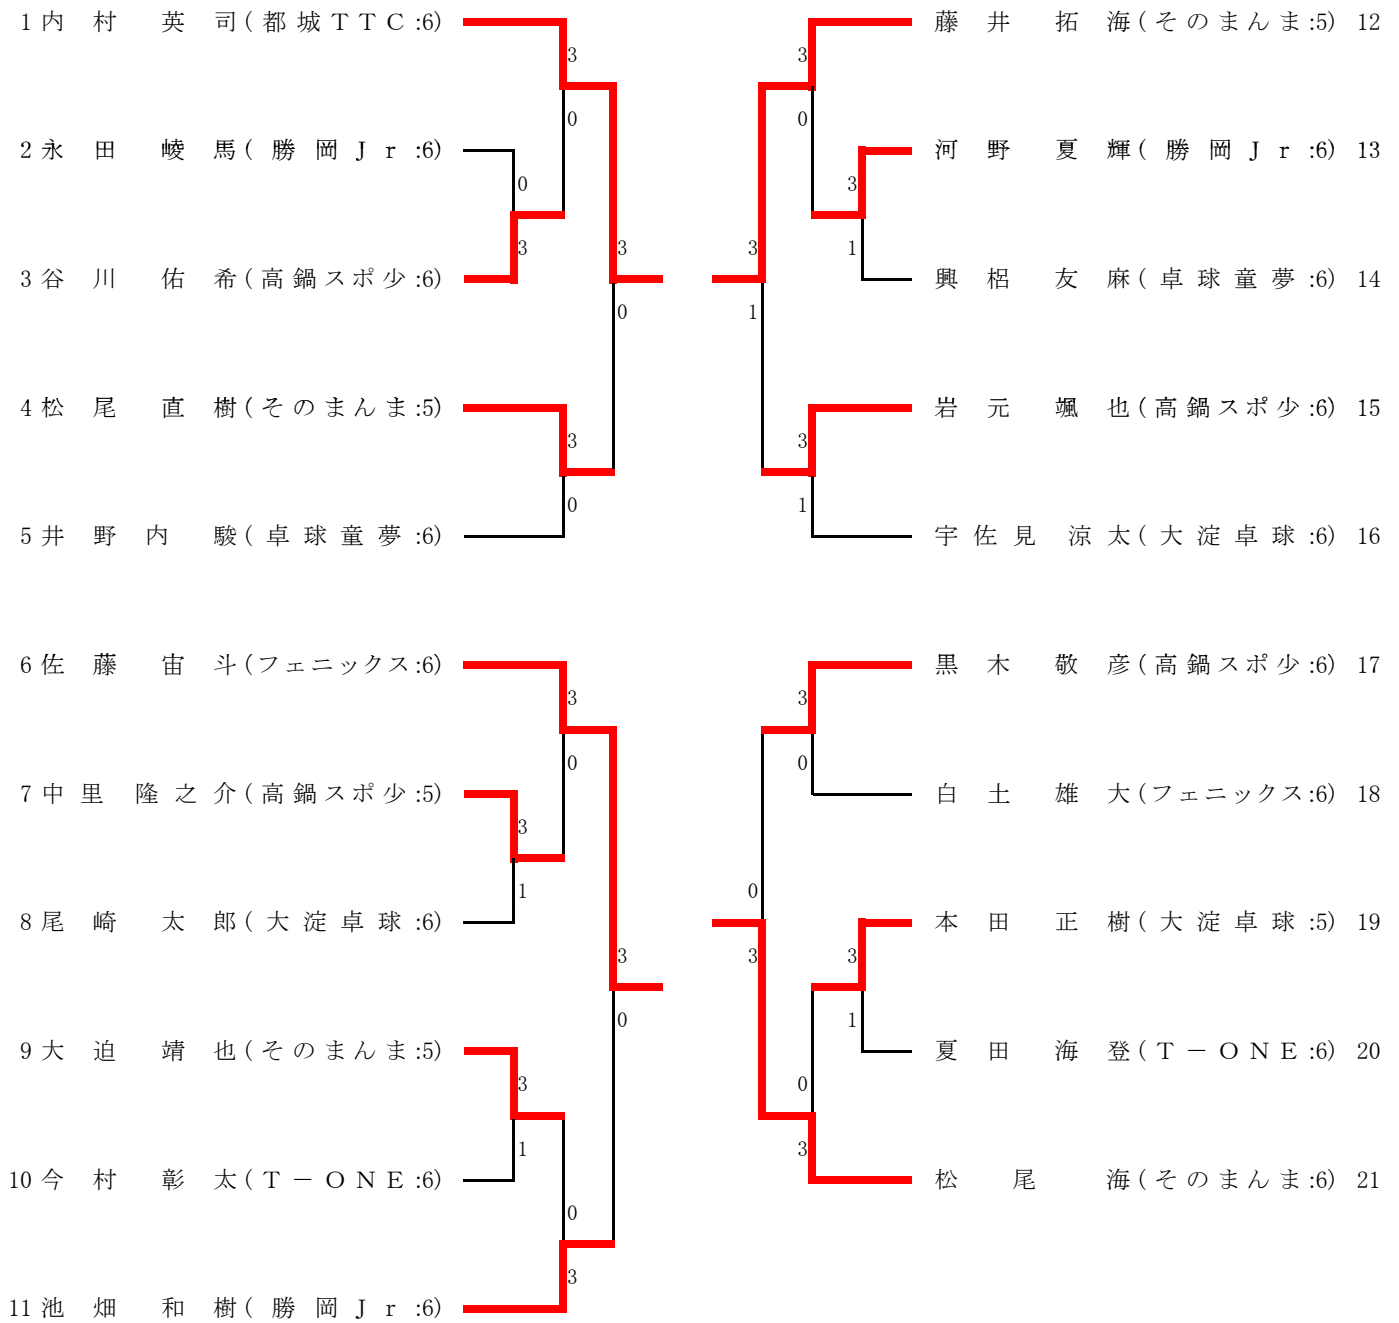 1 内村 英司(都城TTC:6)
藤井 拓海(そのまんま:5) 12
3
3
0
0
2 永田 崚馬(勝岡Jr:6)
河野 夏輝(勝岡Jr:6) 13
0
3
3
3
3
1
3 谷川 佑希(高鍋スポ少:6)
興梠 友麻(卓球童夢:6) 14
0
1
4 松尾 直樹(そのまんま:5)
岩元 颯也(高鍋スポ少:6) 15
3
3
0
1
5 井野内 駿(卓球童夢:6)
宇佐見 涼太(大淀卓球:6) 16
6 佐藤 宙斗(フェニックス:6)
黒木 敬彦(高鍋スポ少:6) 17
3
3
0
0
7 中里 隆之介(高鍋スポ少:5)
白土 雄大(フェニックス:6) 18
3
1
0
8 尾崎 太郎(大淀卓球:6)
本田 正樹(大淀卓球:5) 19
3
3
3
0
1
9 大迫 靖也(そのまんま:5)
夏田 海登(T-ONE:6) 20
3
0
1
3
10 今村 彰太(T-ONE:6)
松尾 海(そのまんま:6) 21
0
3
11 池畑 和樹(勝岡Jr:6)